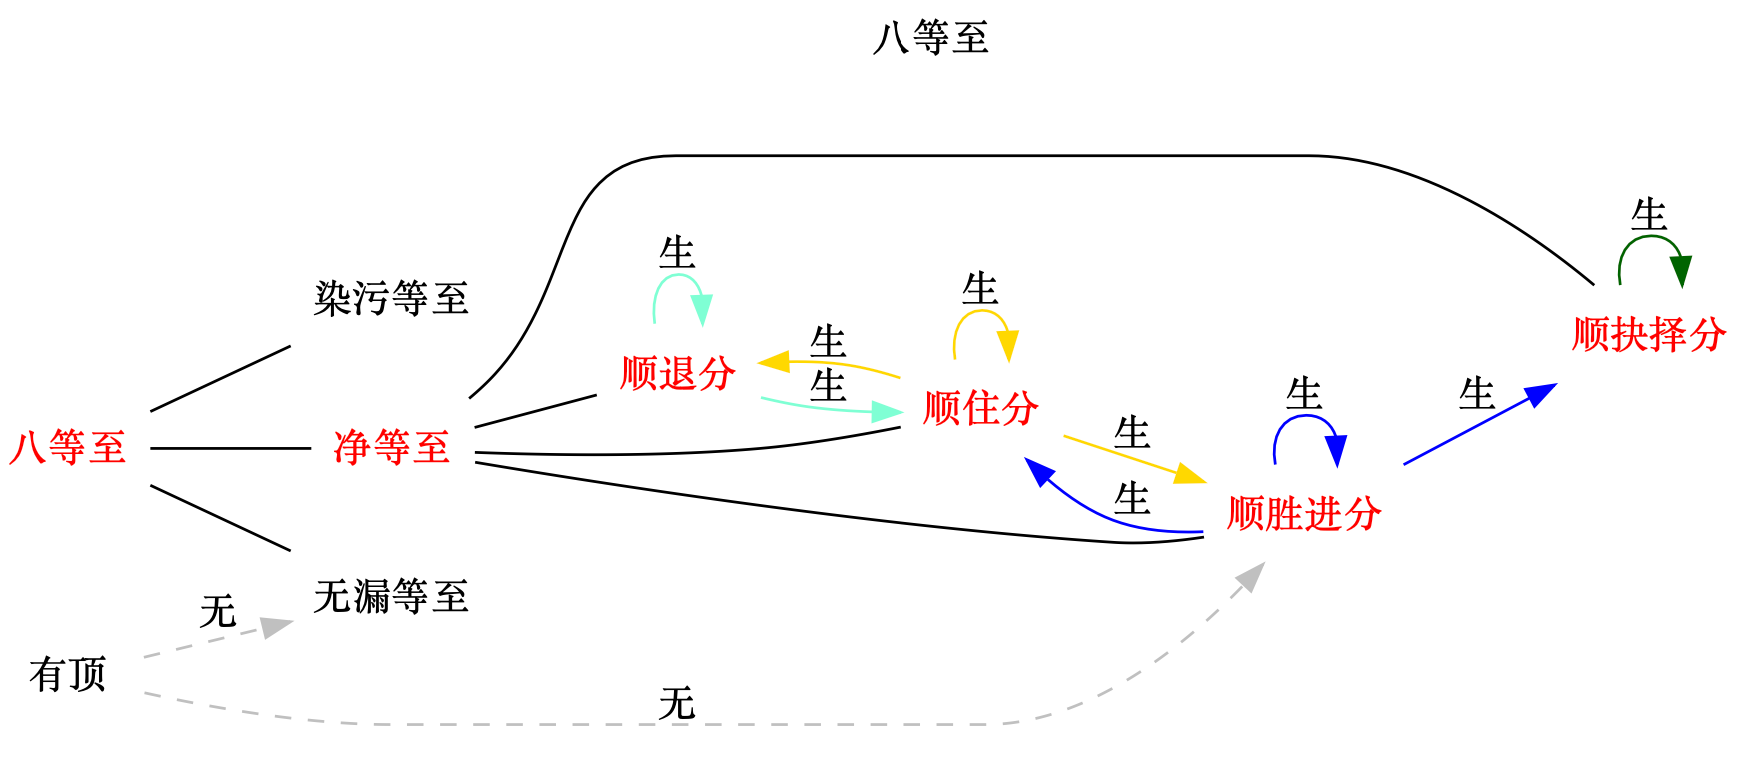 八等至
生
生
生
染污等至
生
顺抉择分
生
顺退分
生
生
生
顺住分
生
八等至
净等至
生
顺胜进分
无漏等至
无
有顶
无